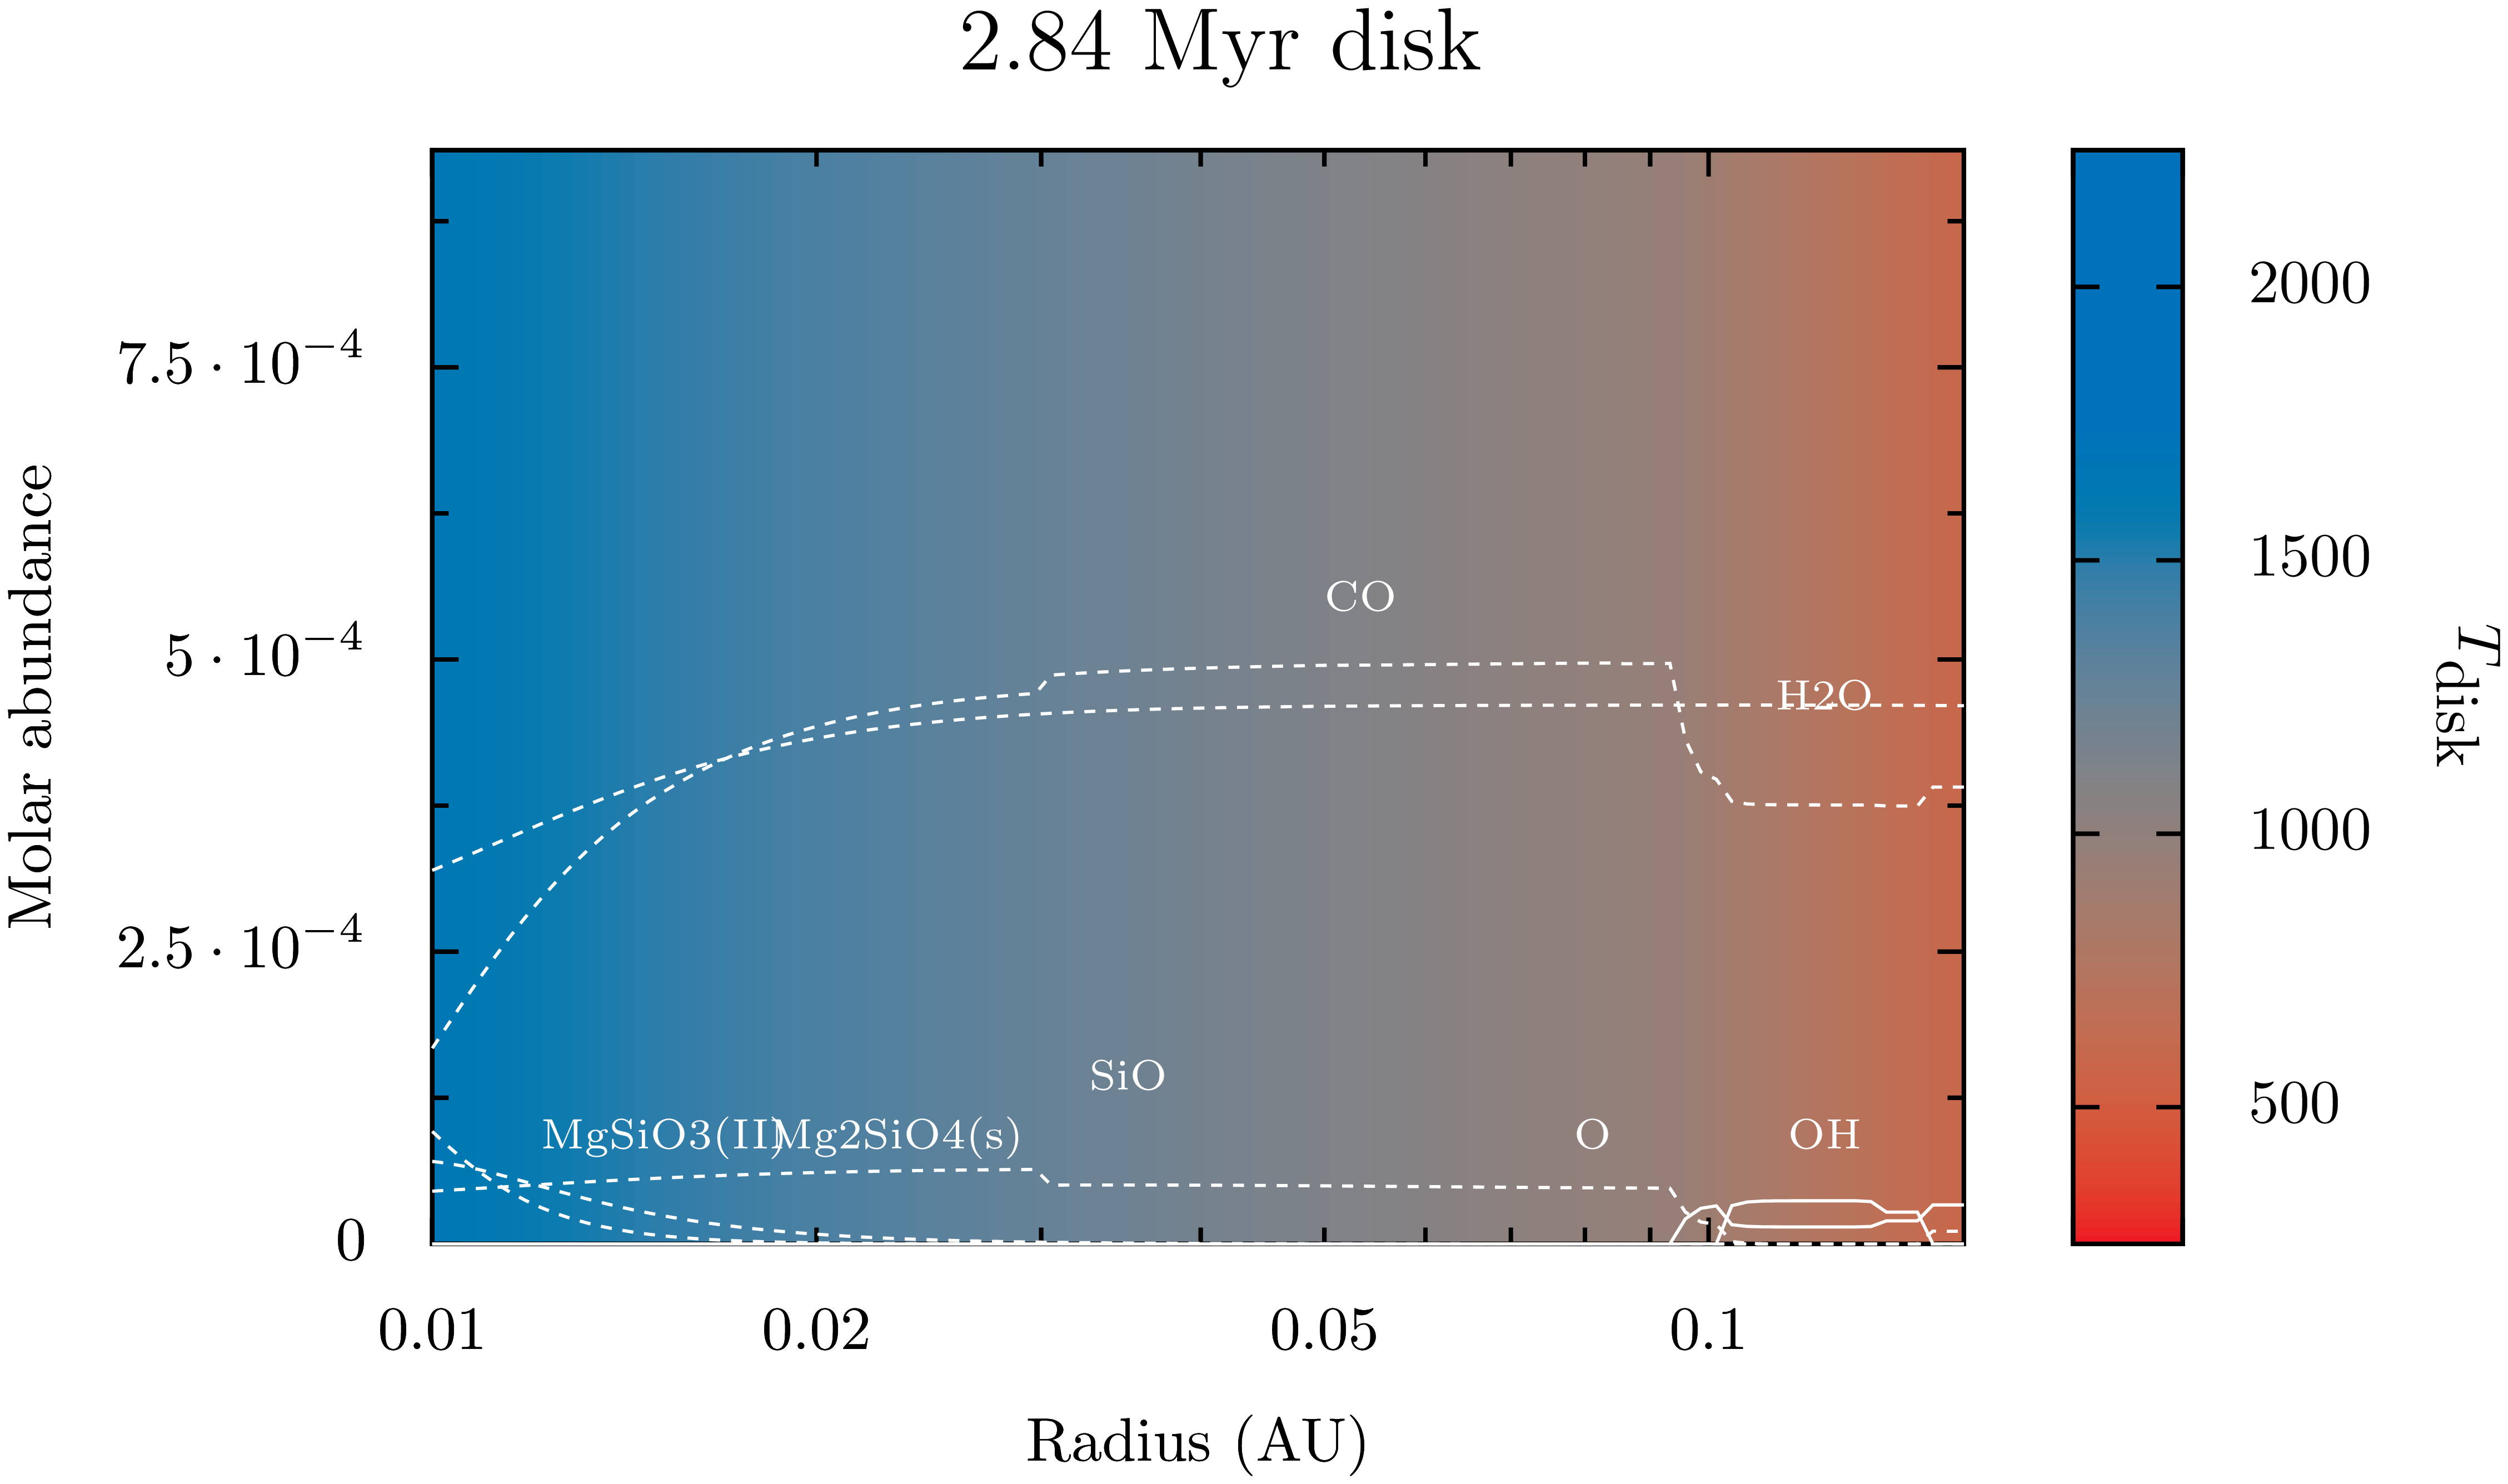 2.84 Myr disk
Molar abundance
7.5 · 10−4
5 · 10−4
2.5 · 10−4
0
CO
H2O
SiO
MgSiO3(II)
Mg2SiO4(s)
O
OH
0.01
0.02
0.05
0.1
Radius (AU)
2000
1500
1000
500
Tdisk